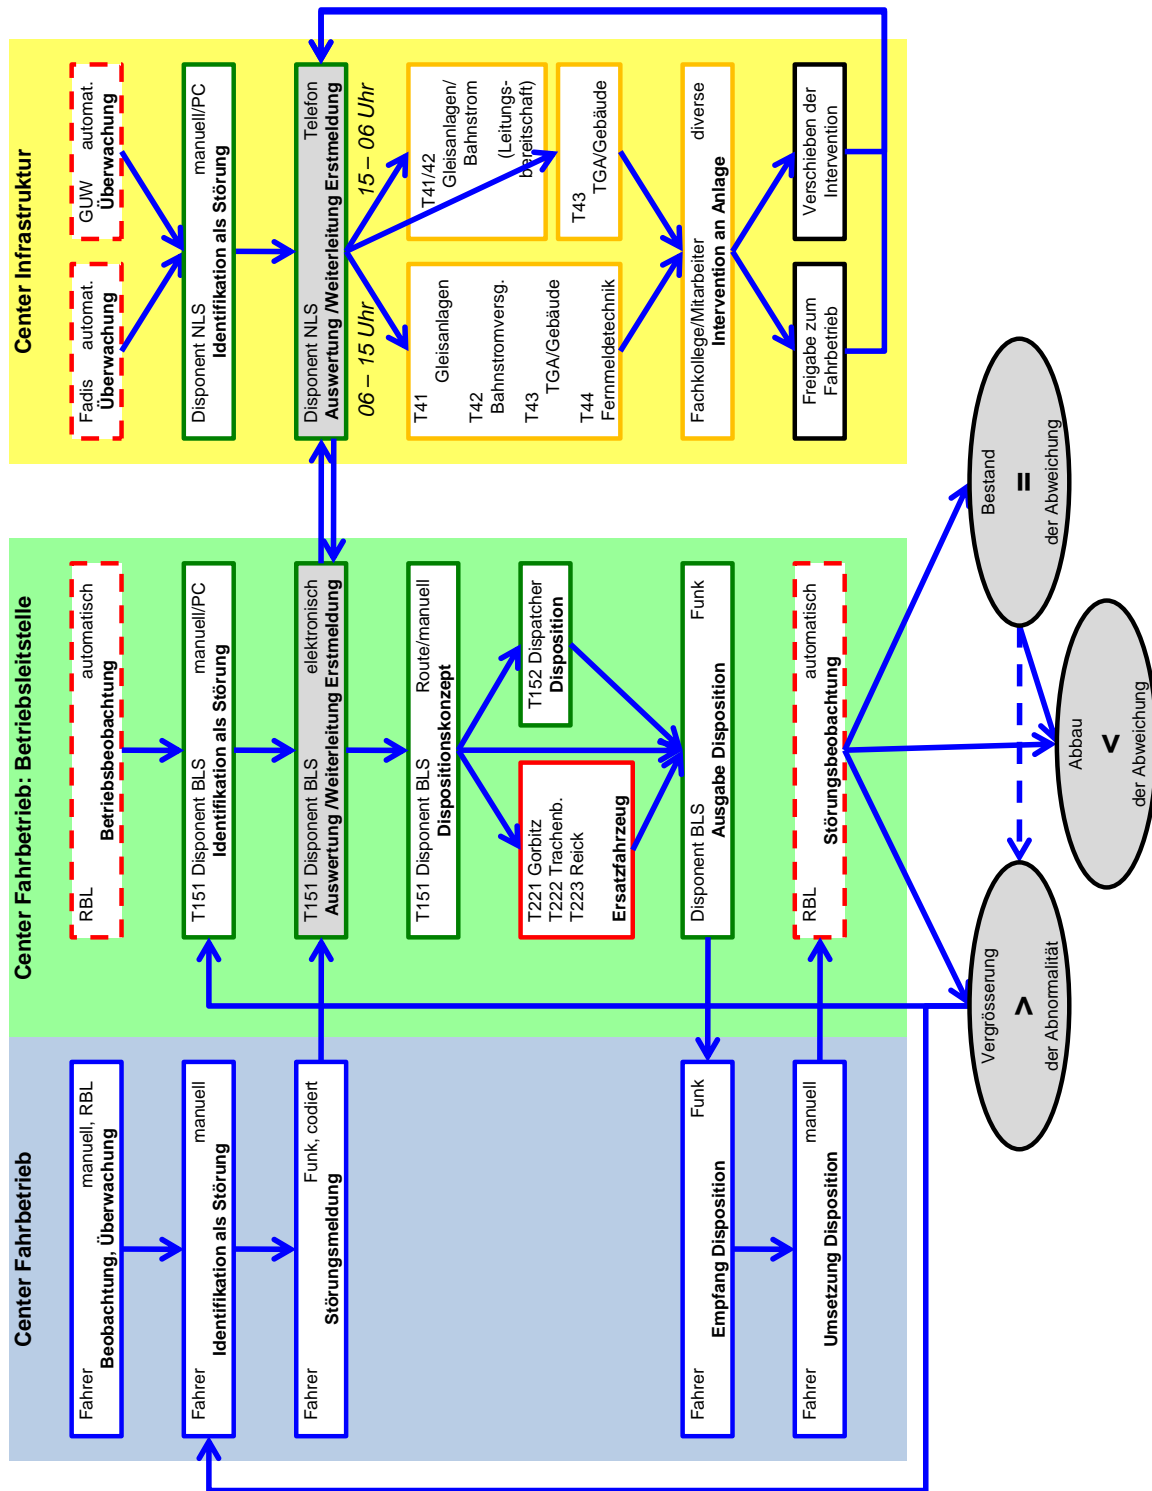 Center Fahrbetrieb
Fahrer manuell, RBL
Beobachtung, Überwachung
Fahrer manuell
Identifikation als Störung
Fahrer Funk, codiert
Störungsmeldung
Fahrer Funk
Empfang Disposition
Fahrer manuell
Umsetzung Disposition
Center Fahrbetrieb: Betriebsleitstelle
RBL automatisch
Betriebsbeobachtung
T151 Disponent BLS manuell/PC
Identifikation als Störung
T151 Disponent BLS elektronisch
Auswertung /Weiterleitung Erstmeldung
T151 Disponent BLS Route/manuell
Dispositionskonzept
T221 Gorbitz
T222 Trachenb.
T223 Reick
Ersatzfahrzeug
T152 Dispatcher
Disposition
Disponent BLS Funk
Ausgabe Disposition
RBL automatisch
Störungsbeobachtung
Center Infrastruktur
Fadis automat.
Überwachung
GUW automat.
Überwachung
Disponent NLS manuell/PC
Identifikation als Störung
Disponent NLS Telefon
Auswertung /Weiterleitung Erstmeldung
06 – 15 Uhr 15 – 06 Uhr
T41
Gleisanlagen
T42
Bahnstromversg.
T43
TGA/Gebäude
T44
Fernmeldetechnik
T41/42
Gleisanlagen/
Bahnstrom
(Leitungs-
bereitschaft)
T43
TGA/Gebäude
Fachkollege/Mitarbeiter diverse
Intervention an Anlage
Freigabe zum
Fahrbetrieb
Verschieben der
Intervention
Vergrösserung
>
der Abnormalität
Abbau
<
der Abweichung
Bestand
=
der Abweichung